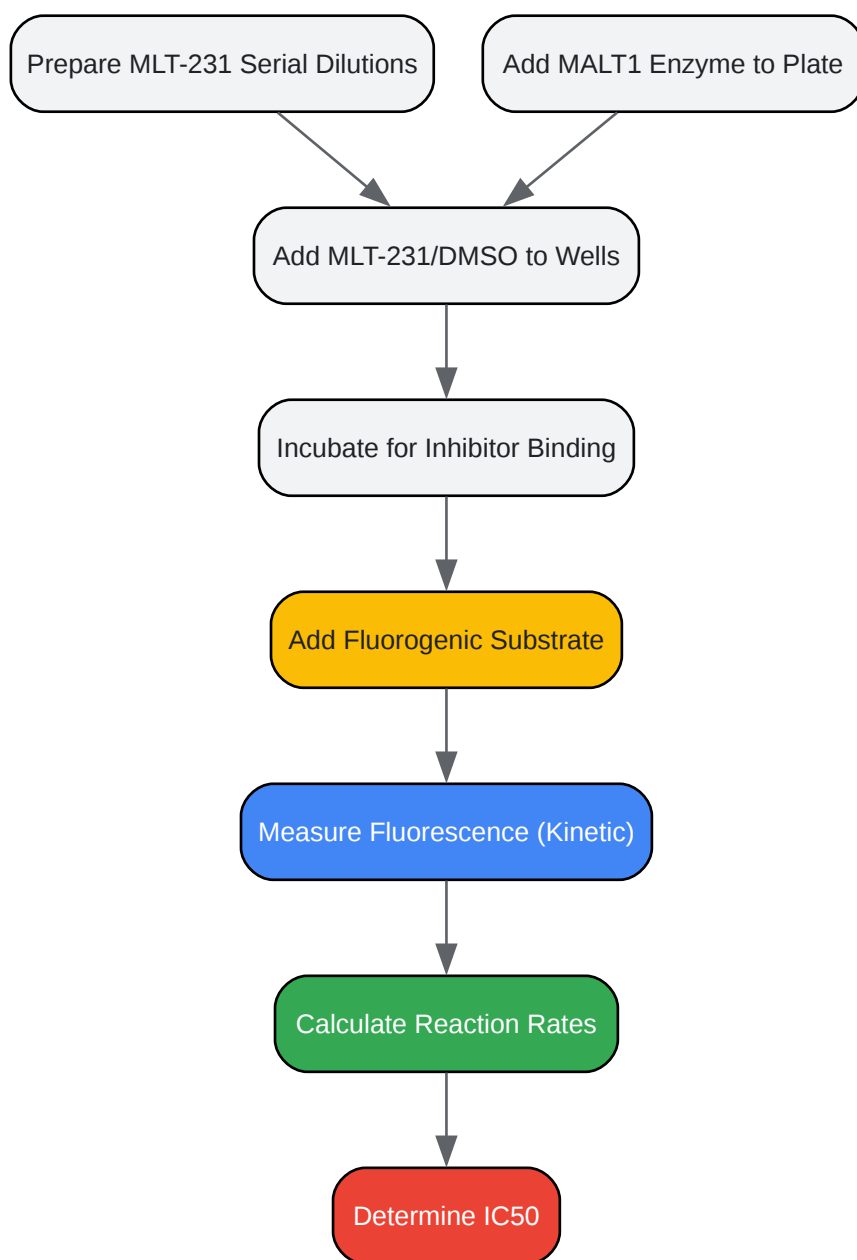 Prepare MLT-231 Serial Dilutions
Add MALT1 Enzyme to Plate
Add MLT-231/DMSO to Wells
Incubate for Inhibitor Binding
Add Fluorogenic Substrate
Measure Fluorescence (Kinetic)
Calculate Reaction Rates
Determine IC50